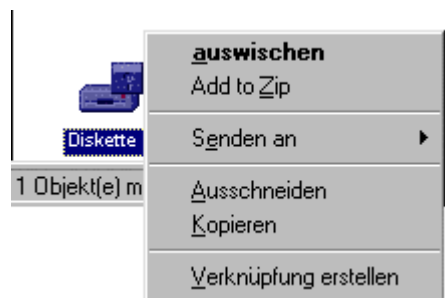 auswischen
Add to Zip
Diskette
Senden an
1 Objekt(e) m
Ausschneiden
Kopieren
Verknüpfung erstellen